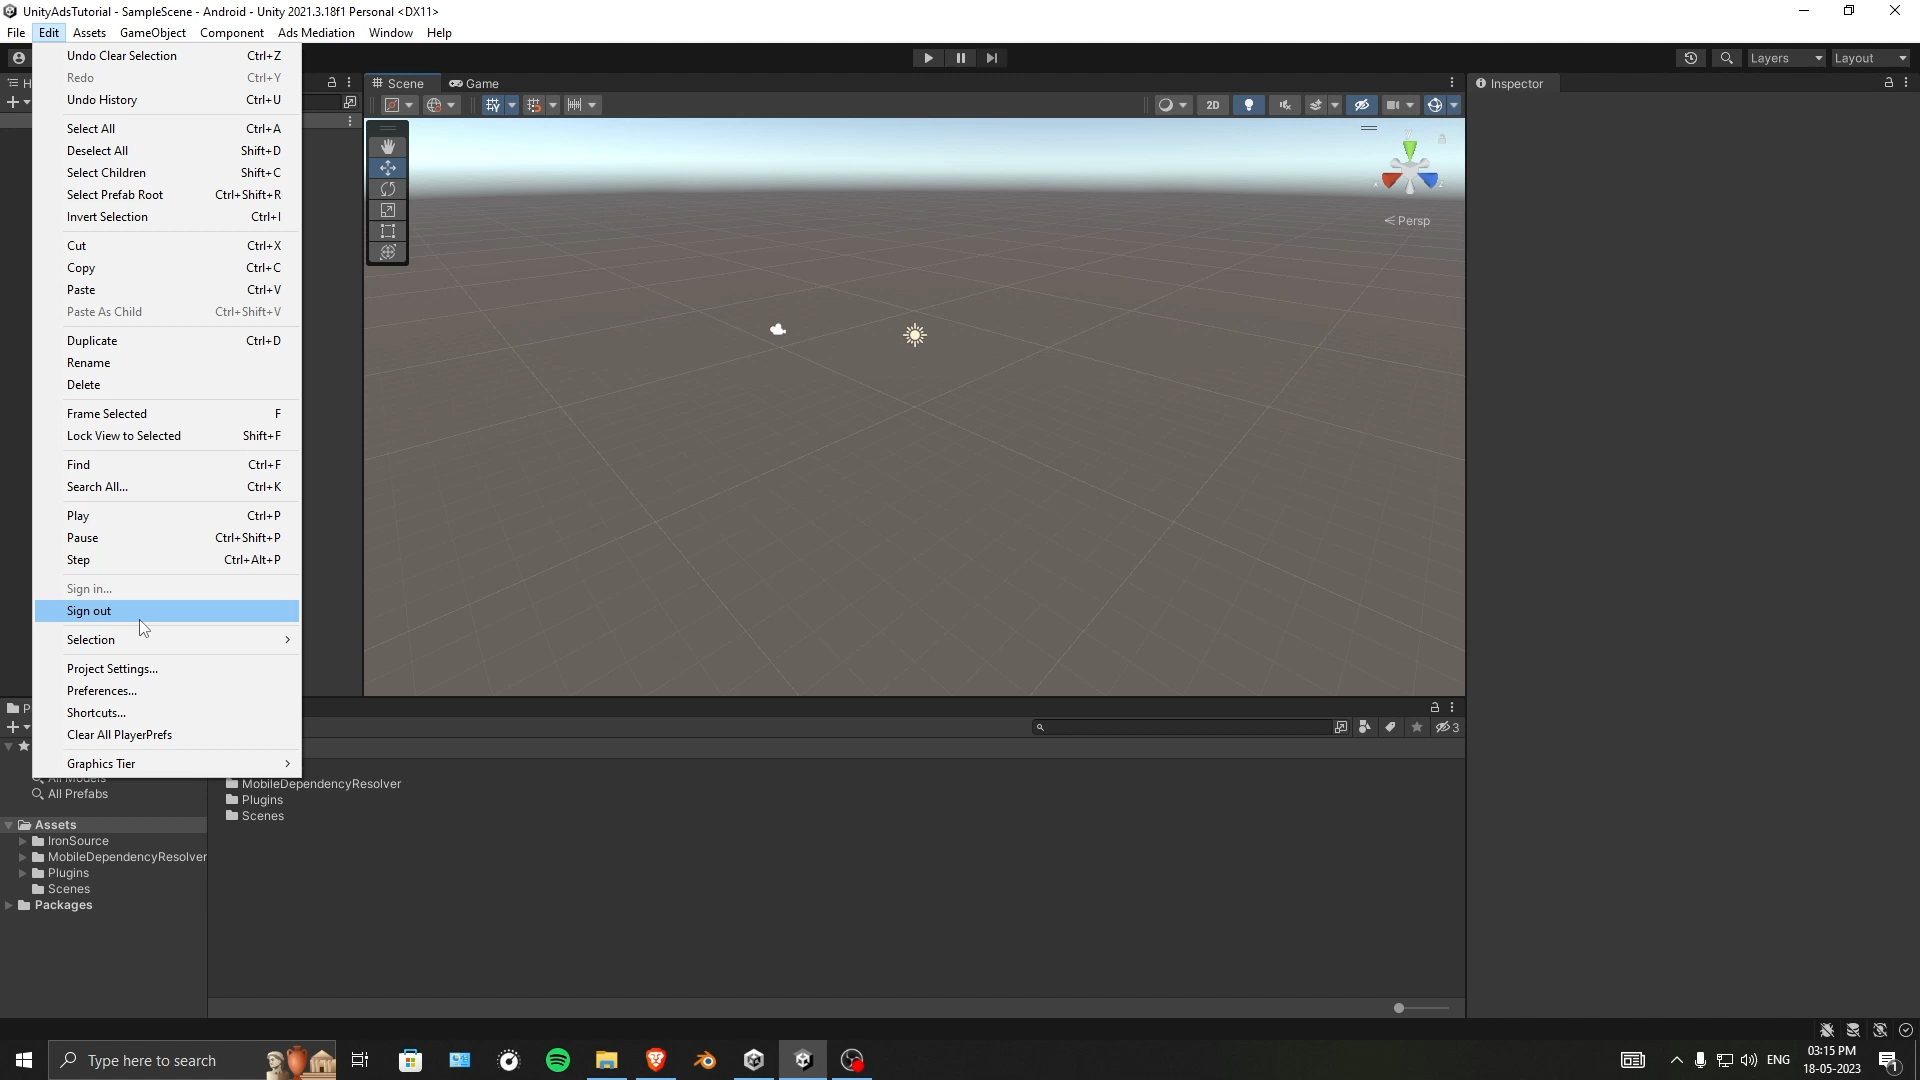 UnityAdsTutorial - SampleScene - Android - Unity 2021.3.18f1 Personal <DX11>
File Edit Assets GameObject Component Ads Mediation Window Help
Layers Layout
Undo Clear Selection Ctrl+Z
Redo Ctrl+Y
Undo History Ctrl+U
Select All Ctrl+A
Deselect All Shift+D
Select Children Shift+C
Select Prefab Root Ctrl+Shift+R
Invert Selection Ctrl+I
Cut Ctrl+X
Copy Ctrl+C
Paste Ctrl+V
Paste As Child Ctrl+Shift+V
Duplicate Ctrl+D
Rename
Delete
Frame Selected F
Lock View to Selected Shift+F
Find Ctrl+F
Search All... Ctrl+K
Play Ctrl+P
Pause Ctrl+Shift+P
Step Ctrl+Alt+P
Sign in...
Sign out
Selection
Project Settings...
Preferences...
Shortcuts...
Clear All PlayerPrefs
Graphics Tier
H
Scene Game
2D
Persp
Inspector
P
3
All Models
All Prefabs
Assets
IronSource
MobileDependencyResolver
Plugins
Scenes
Packages
MobileDependencyResolver
Plugins
Scenes
Type here to search
ENG
03:15 PM
18-05-2023
1